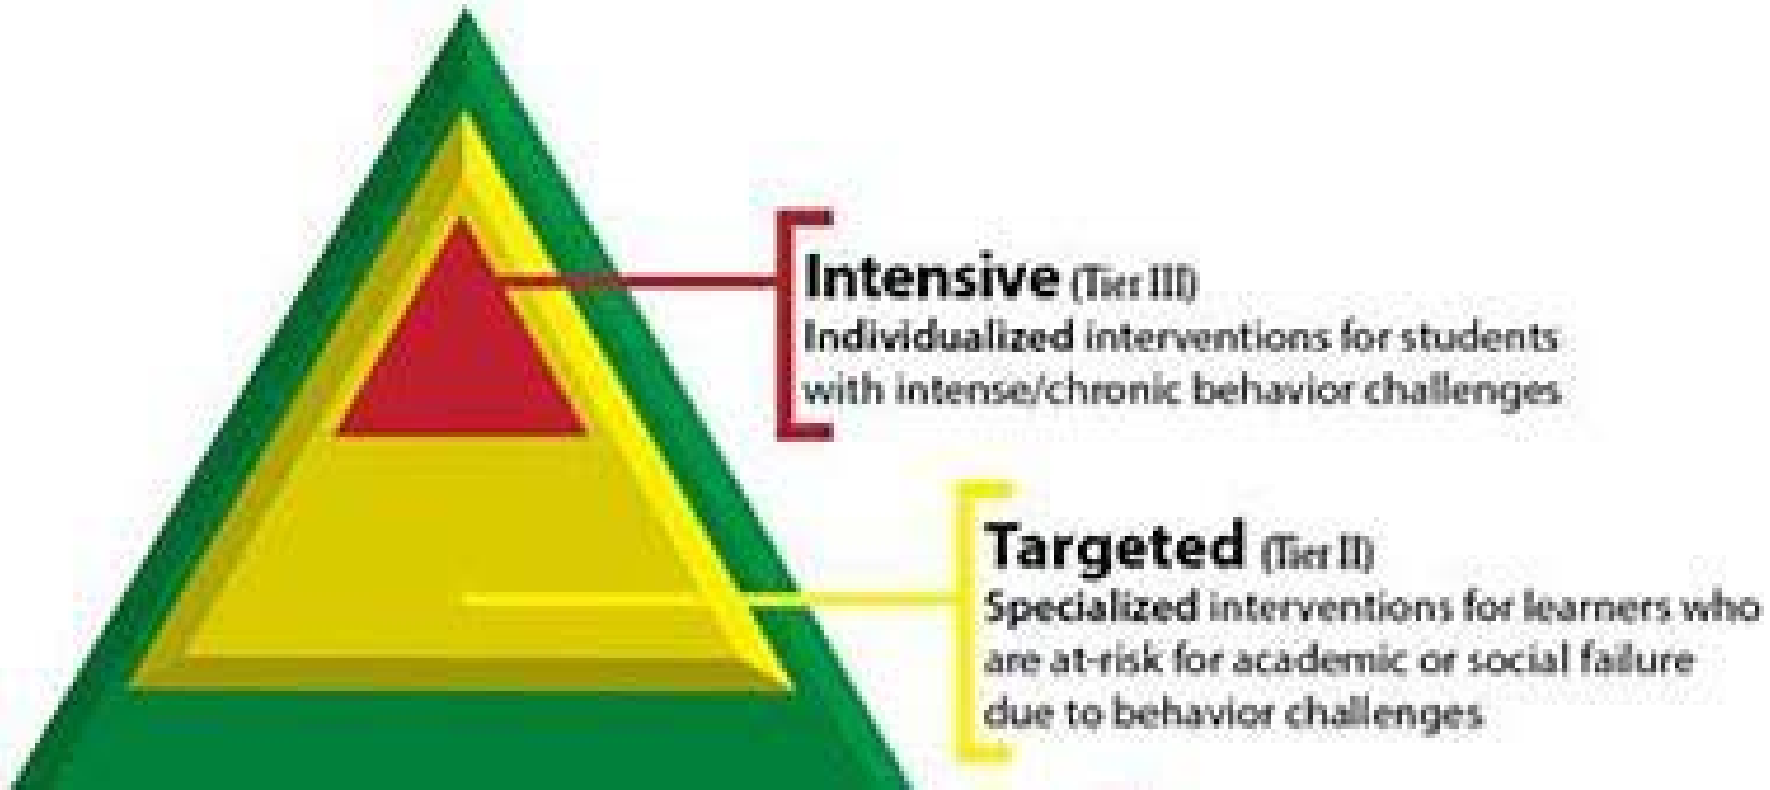 Intensive (Tier III)
Individualized interventions for students
with intense/chronic behavior challenges
Targeted (Tier II)
Specialized interventions for learners who
are at-risk for academic or social failure
due to behavior challenges